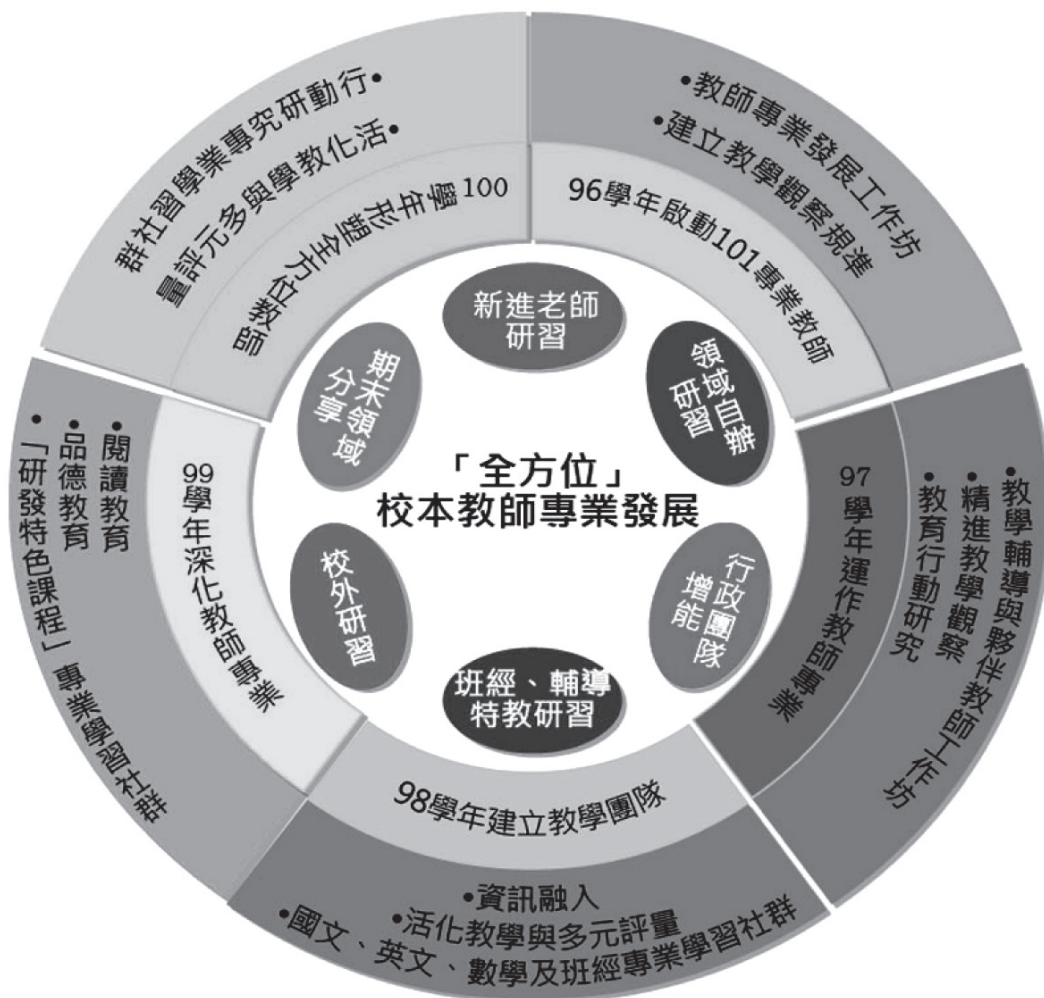 「全方位」
校本教師專業發展
新進老師
研習
領域自辦
研習
行政團隊
增能
班經、輔導
特教研習
校外研習
期末領域
分享
96學年啟動101專業教師
•教師專業發展工作坊
•建立教學觀察規準
97學年運作教師專業
•教學輔導與夥伴教師工作坊
•精進教學觀察
•教育行動研究
98學年建立教學團隊
•資訊融入
•活化教學與多元評量
•國文、英文、數學及班經專業學習社群
99學年深化教師專業
•閱讀教育
•品德教育
•「研發特色課程」專業學習社群
100學年形塑全方位教師
•行動研究專業學習社群
•活化教學與多元評量